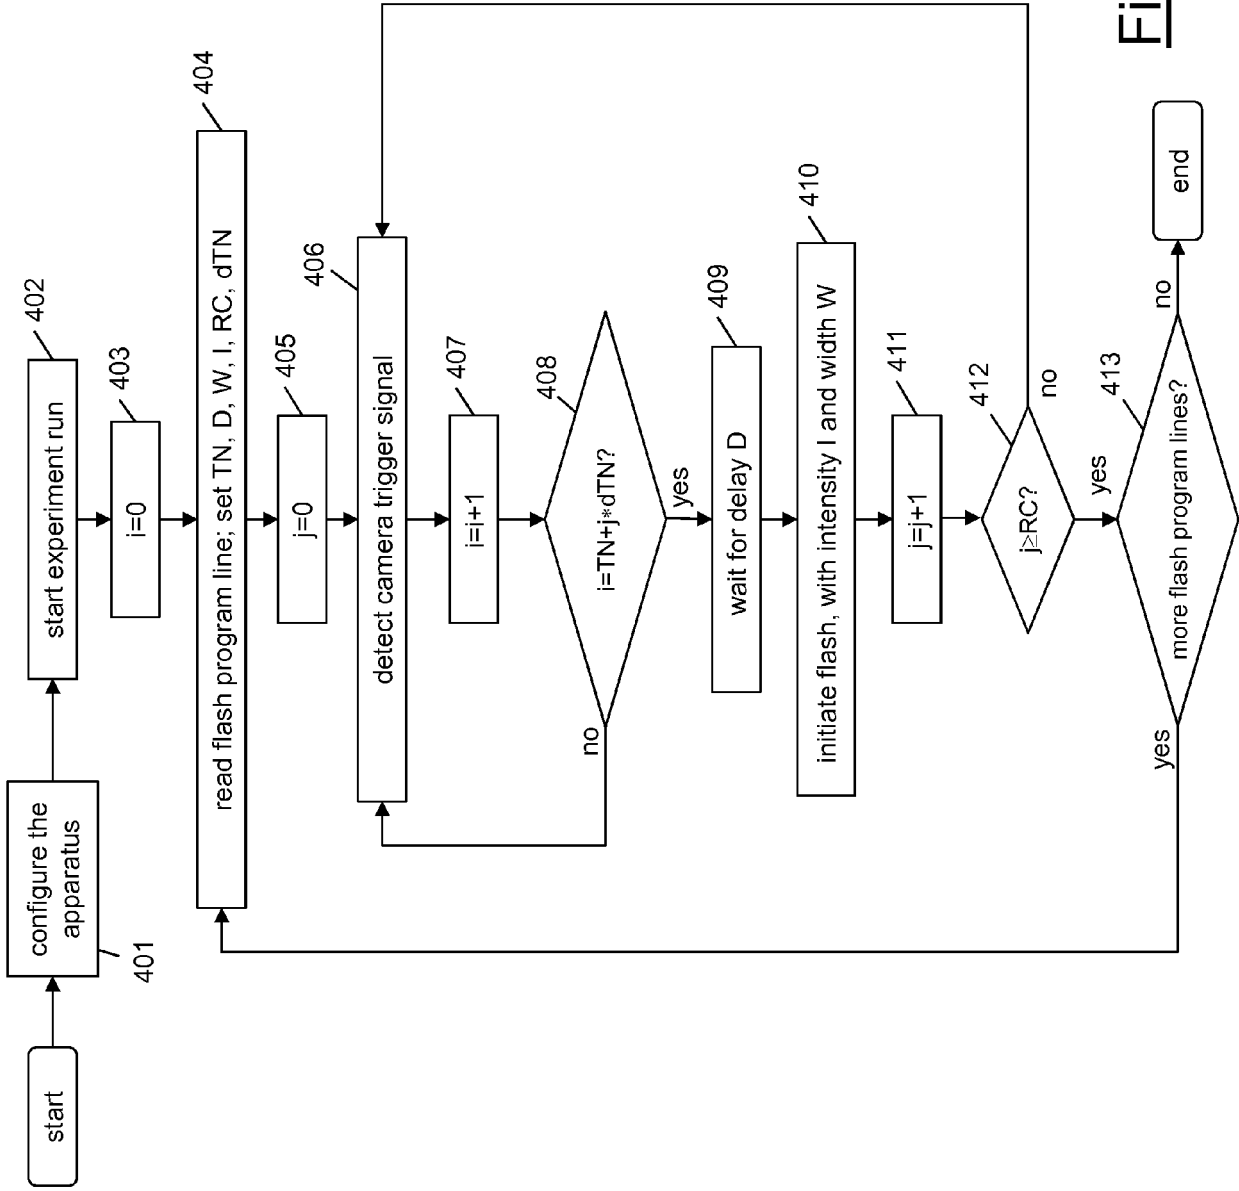 start
configure the
apparatus
401
start experiment run
402
i=0
403
read flash program line; set TN, D, W, I, RC, dTN
404
j=0
405
detect camera trigger signal
406
i=i+1
407
i=TN+j*dTN?
408
no
yes
wait for delay D
409
initiate flash, with intensity I and width W
410
j=j+1
411
j≥RC?
412
no
yes
more flash program lines?
413
yes
no
end
Fi